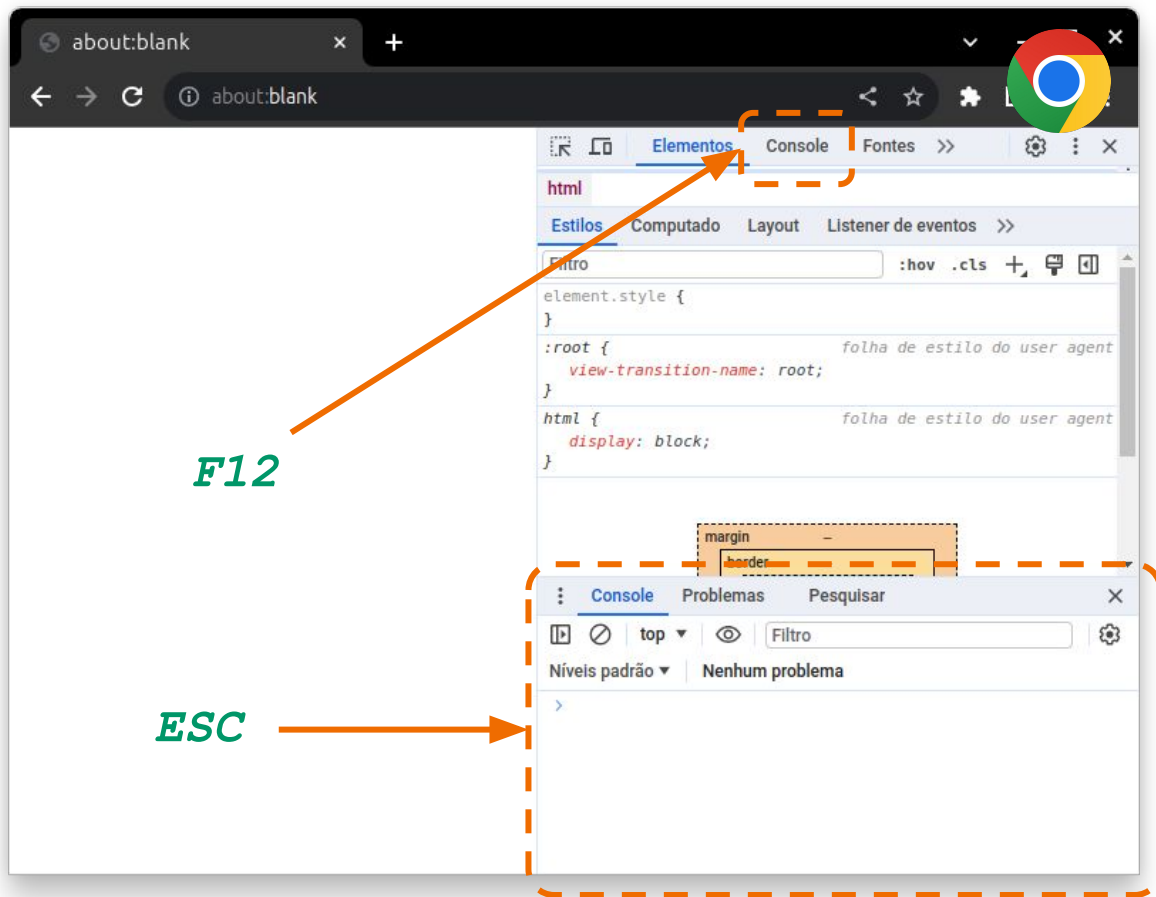 about:blank
about:blank
Elementos Console Fontes
html
Estilos Computado Layout Listener de eventos
Filtro :hov .cls
element.style {
}
:root { folha de estilo do user agent
view-transition-name: root;
}
html { folha de estilo do user agent
display: block;
}
F12
margin –
border
Console Problemas Pesquisar
top Filtro
Níveis padrão Nenhum problema
ESC